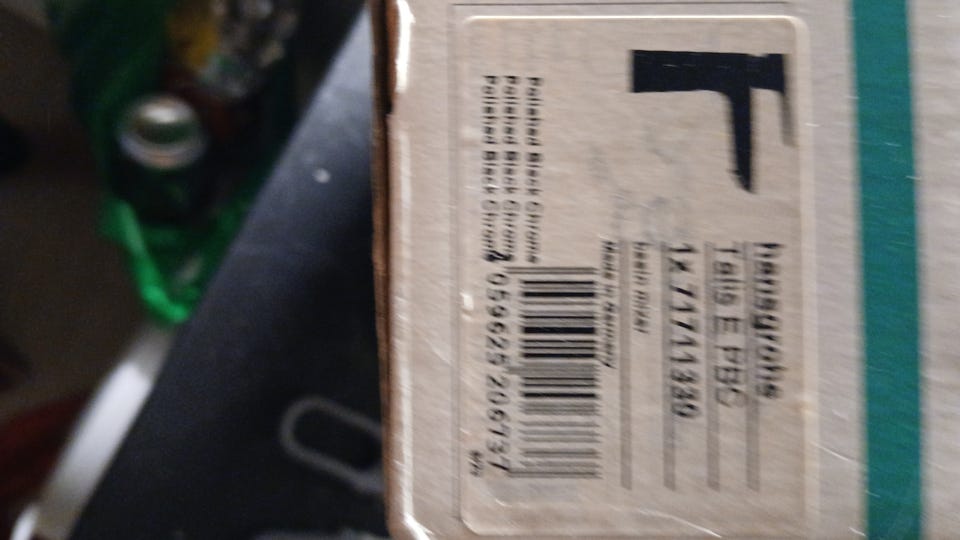 hansgrohe
Talis E PBC
1x 71711330
basin mixer
Made in Germany
4 059625 206737
Polished Black Chrome
Polished Black Chrome
Polished Black Chrome